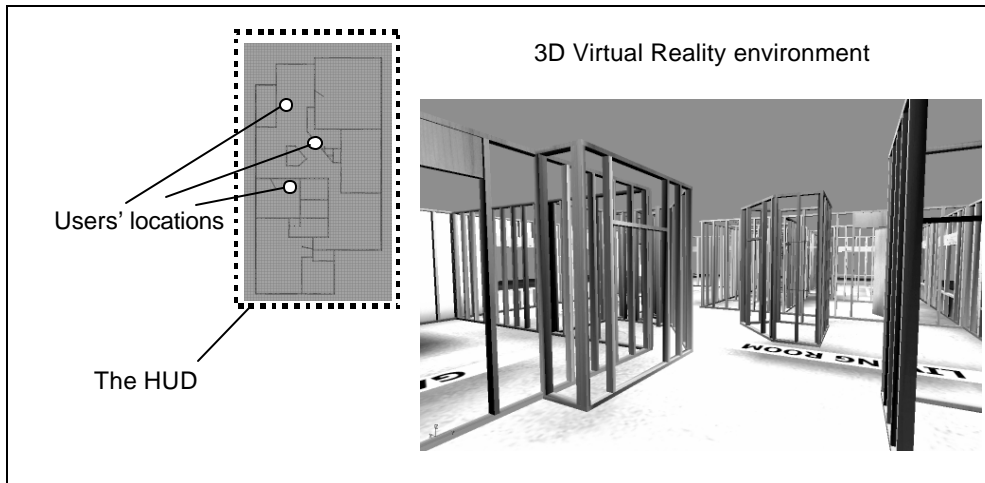 3D Virtual Reality environment
Users' locations
The HUD
LIVING ROOM